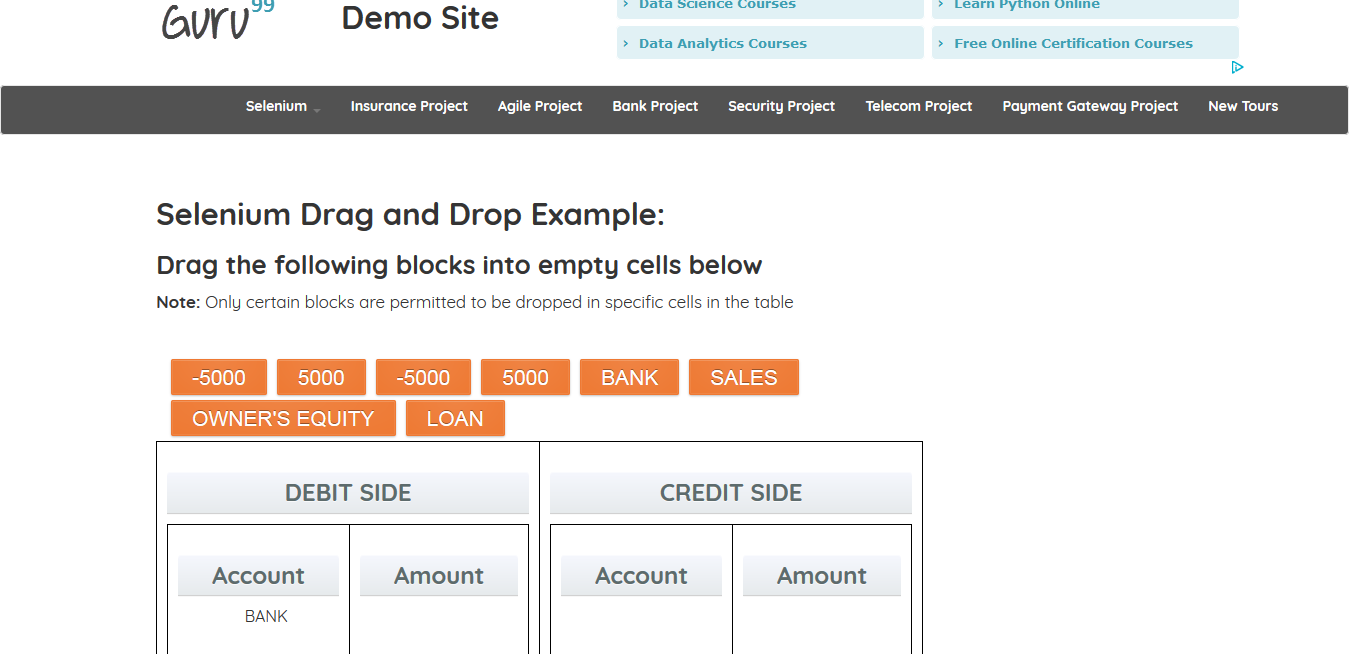 Guru99
Demo Site
› Data Science Courses
› Learn Python Online
› Data Analytics Courses
› Free Online Certification Courses
Selenium Insurance Project Agile Project Bank Project Security Project Telecom Project Payment Gateway Project New Tours
Selenium Drag and Drop Example:
Drag the following blocks into empty cells below
Note: Only certain blocks are permitted to be dropped in specific cells in the table
-5000 5000 -5000 5000 BANK SALES
OWNER'S EQUITY LOAN
DEBIT SIDE CREDIT SIDE
Account Amount Account Amount
BANK